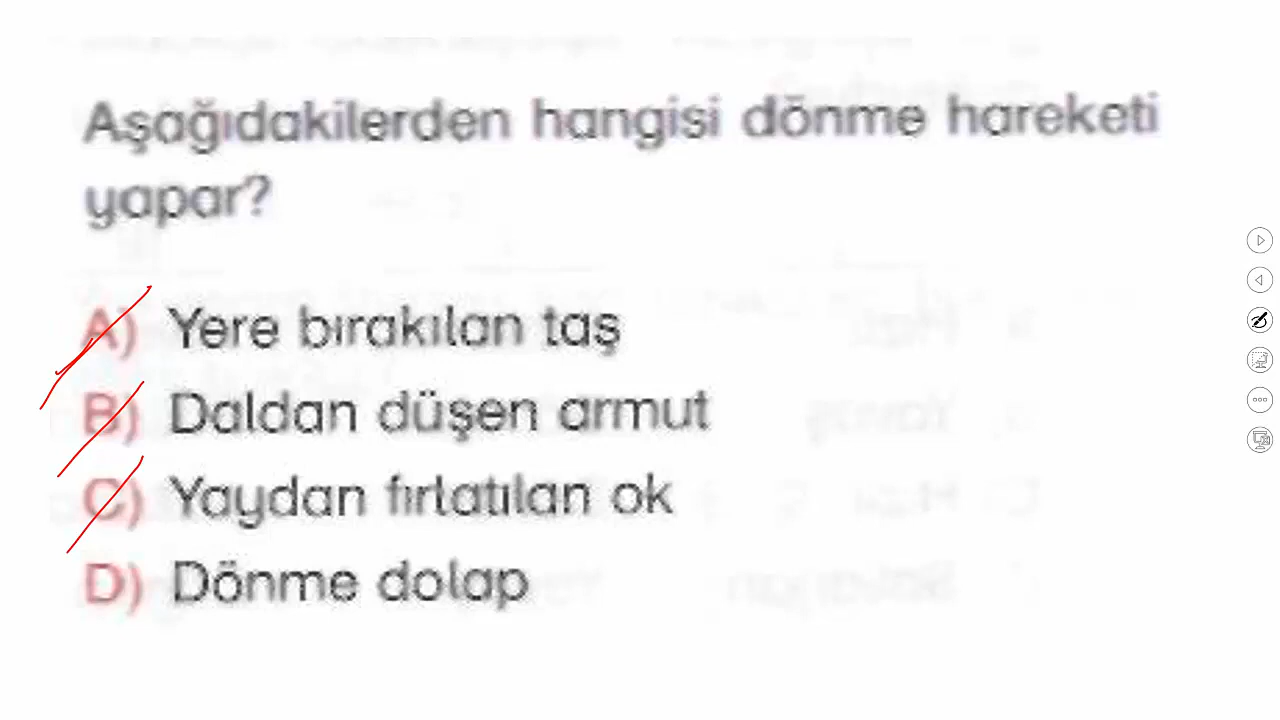 Aşağıdakilerden hangisi dönme hareketi
yapar?
A) Yere bırakılan taş
B) Daldan düşen armut
C) Yaydan fırlatılan ok
D) Dönme dolap